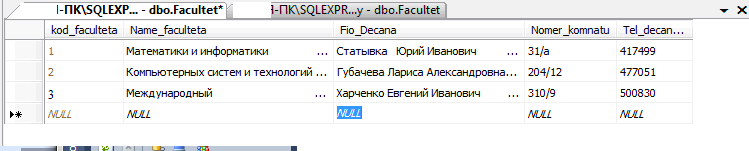 І-ПК\SQLEXPR... - dbo.Facultet* І-ПК\SQLEXPR...y - dbo.Facultet
kod_faculteta Name_faculteta Fio_Decana Nomer_komnatu Tel_decan...
1 Математики и информатики ... Статывка Юрий Иванович ... 31/а 417499
2 Компьютерных систем и технологий ... Губачева Лариса Александровна... 204/12 477051
3 Международный ... Харченко Евгений Иванович ... 310/9 500830
NULL NULL NULL NULL NULL